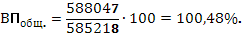 ВПобщ. = 588047/585218 · 100 = 100,48%.